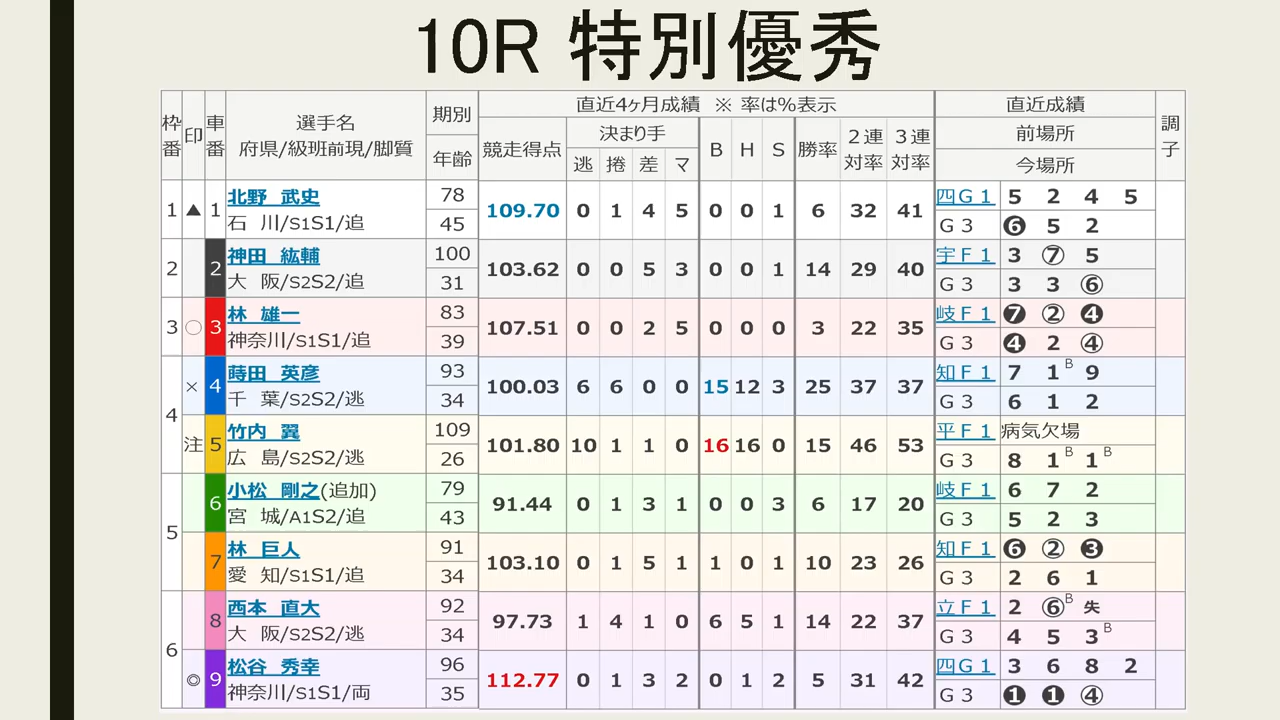 10R 特別優秀
枠番 印 車番 選手名 府県/級班前現/脚質 期別 年齢 競走得点 直近4ヶ月成績 ※ 率は%表示 直近成績 調子
決まり手 B H S 勝率 2連対率 3連対率 前場所
逃 捲 差 マ 今場所
1 ▲ 1 北野 武史 78 109.70 0 1 4 5 0 0 1 6 32 41 四G1 5 2 4 5
石 川/S1S1/追 45 G3 ❻ 5 2
2 2 神田 紘輔 100 103.62 0 0 5 3 0 0 1 14 29 40 宇F1 3 ⑦ 5
大 阪/S2S2/追 31 G3 3 3 ⑥
3 ○ 3 林 雄一 83 107.51 0 0 2 5 0 0 0 3 22 35 岐F1 ❼ ② ❹
神奈川/S1S1/追 39 G3 ❹ 2 ④
4 × 4 蒔田 英彦 93 100.03 6 6 0 0 15 12 3 25 37 37 知F1 7 1B 9
千 葉/S2S2/逃 34 G3 6 1 2
注 5 竹内 翼 109 101.80 10 1 1 0 16 16 0 15 46 53 平F1 病気欠場
広 島/S2S2/逃 26 G3 8 1B 1B
5 6 小松 剛之(追加) 79 91.44 0 1 3 1 0 0 3 6 17 20 岐F1 6 7 2
宮 城/A1S2/追 43 G3 5 2 3
7 林 巨人 91 103.10 0 1 5 1 1 0 1 10 23 26 知F1 ❻ ② ❸
愛 知/S1S1/追 34 G3 2 6 1
6 8 西本 直大 92 97.73 1 4 1 0 6 5 1 14 22 37 立F1 2 ⑥B 失
大 阪/S2S2/逃 34 G3 4 5 3B
◎ 9 松谷 秀幸 96 112.77 0 1 3 2 0 1 2 5 31 42 四G1 3 6 8 2
神奈川/S1S1/両 35 G3 ❶ ❶ ④